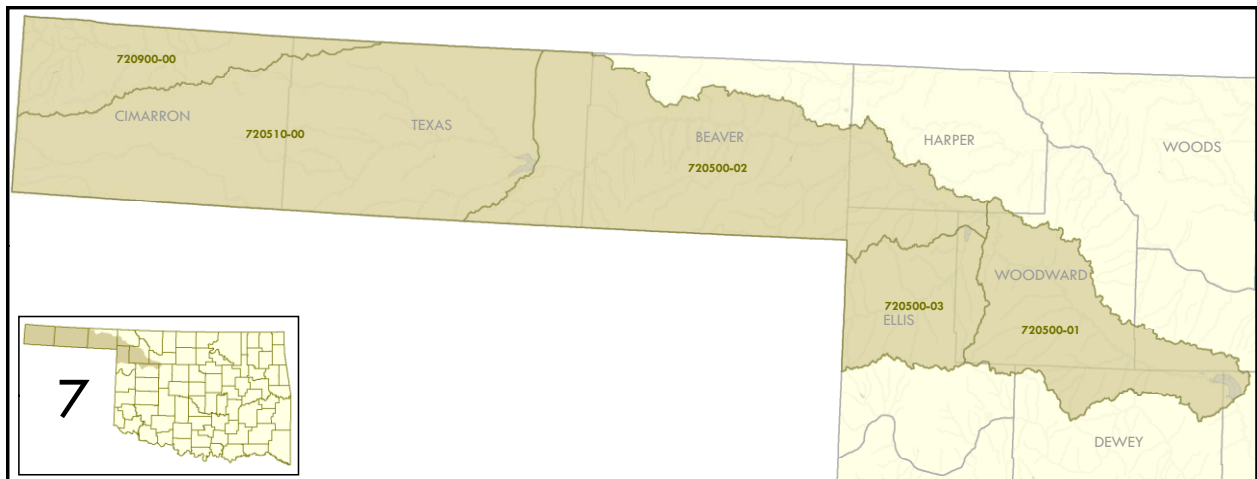 720900-00
CIMARRON
720510-00
TEXAS
BEAVER
720500-02
HARPER
WOODS
WOODWARD
720500-03
ELLIS
720500-01
DEWEY
7